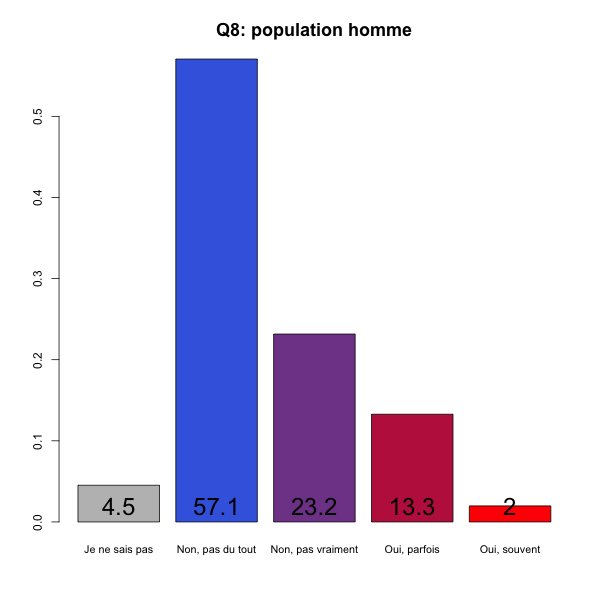 Q8: population homme
0.5
0.4
0.3
0.2
0.1
0.0
4.5 57.1 23.2 13.3 2
Je ne sais pas Non, pas du tout Non, pas vraiment Oui, parfois Oui, souvent